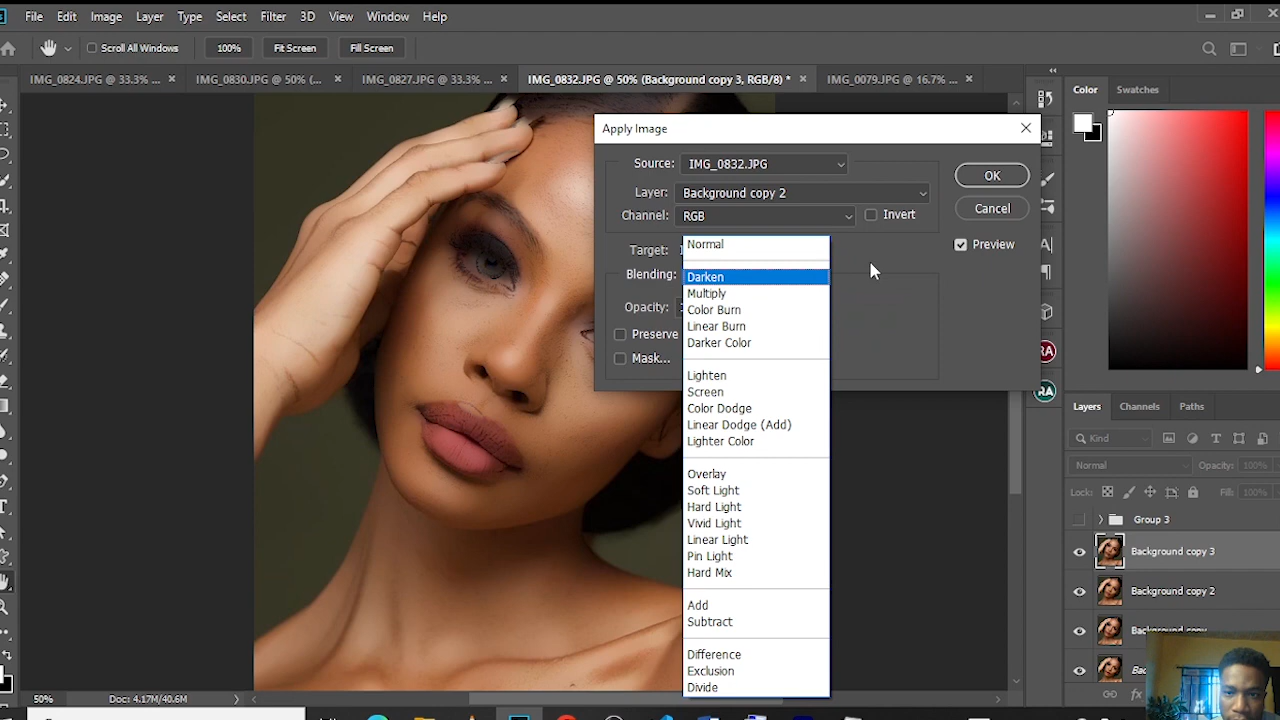 File Edit Image Layer Type Select Filter 3D View Window Help
Scroll All Windows 100% Fit Screen Fill Screen
IMG_0824.JPG @ 33.3% ... × IMG_0830.JPG @ 50% (... × IMG_0827.JPG @ 33.3% ... × IMG_0832.JPG @ 50% (Background copy 3, RGB/8) * × IMG_0079.JPG @ 16.7% ... ×
Apply Image
Source: IMG_0832.JPG
Layer: Background copy 2
Channel: RGB
Invert
OK
Cancel
Preview
Target:
Blending:
Opacity:
Preserve
Mask...
Normal
Darken
Multiply
Color Burn
Linear Burn
Darker Color
Lighten
Screen
Color Dodge
Linear Dodge (Add)
Lighter Color
Overlay
Soft Light
Hard Light
Vivid Light
Linear Light
Pin Light
Hard Mix
Add
Subtract
Difference
Exclusion
Divide
Color Swatches
RA
RA
Layers Channels Paths
Kind
Normal Opacity: 100%
Locks: Fill: 100%
Group 3
Background copy 3
Background copy 2
Background copy
50% Doc: 4.17M/40.6M
fx